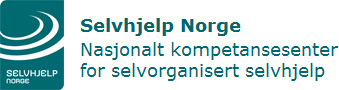 SELVHJELP
NORGE
Selvhjelp Norge
Nasjonalt kompetansesenter
for selvorganisert selvhjelp